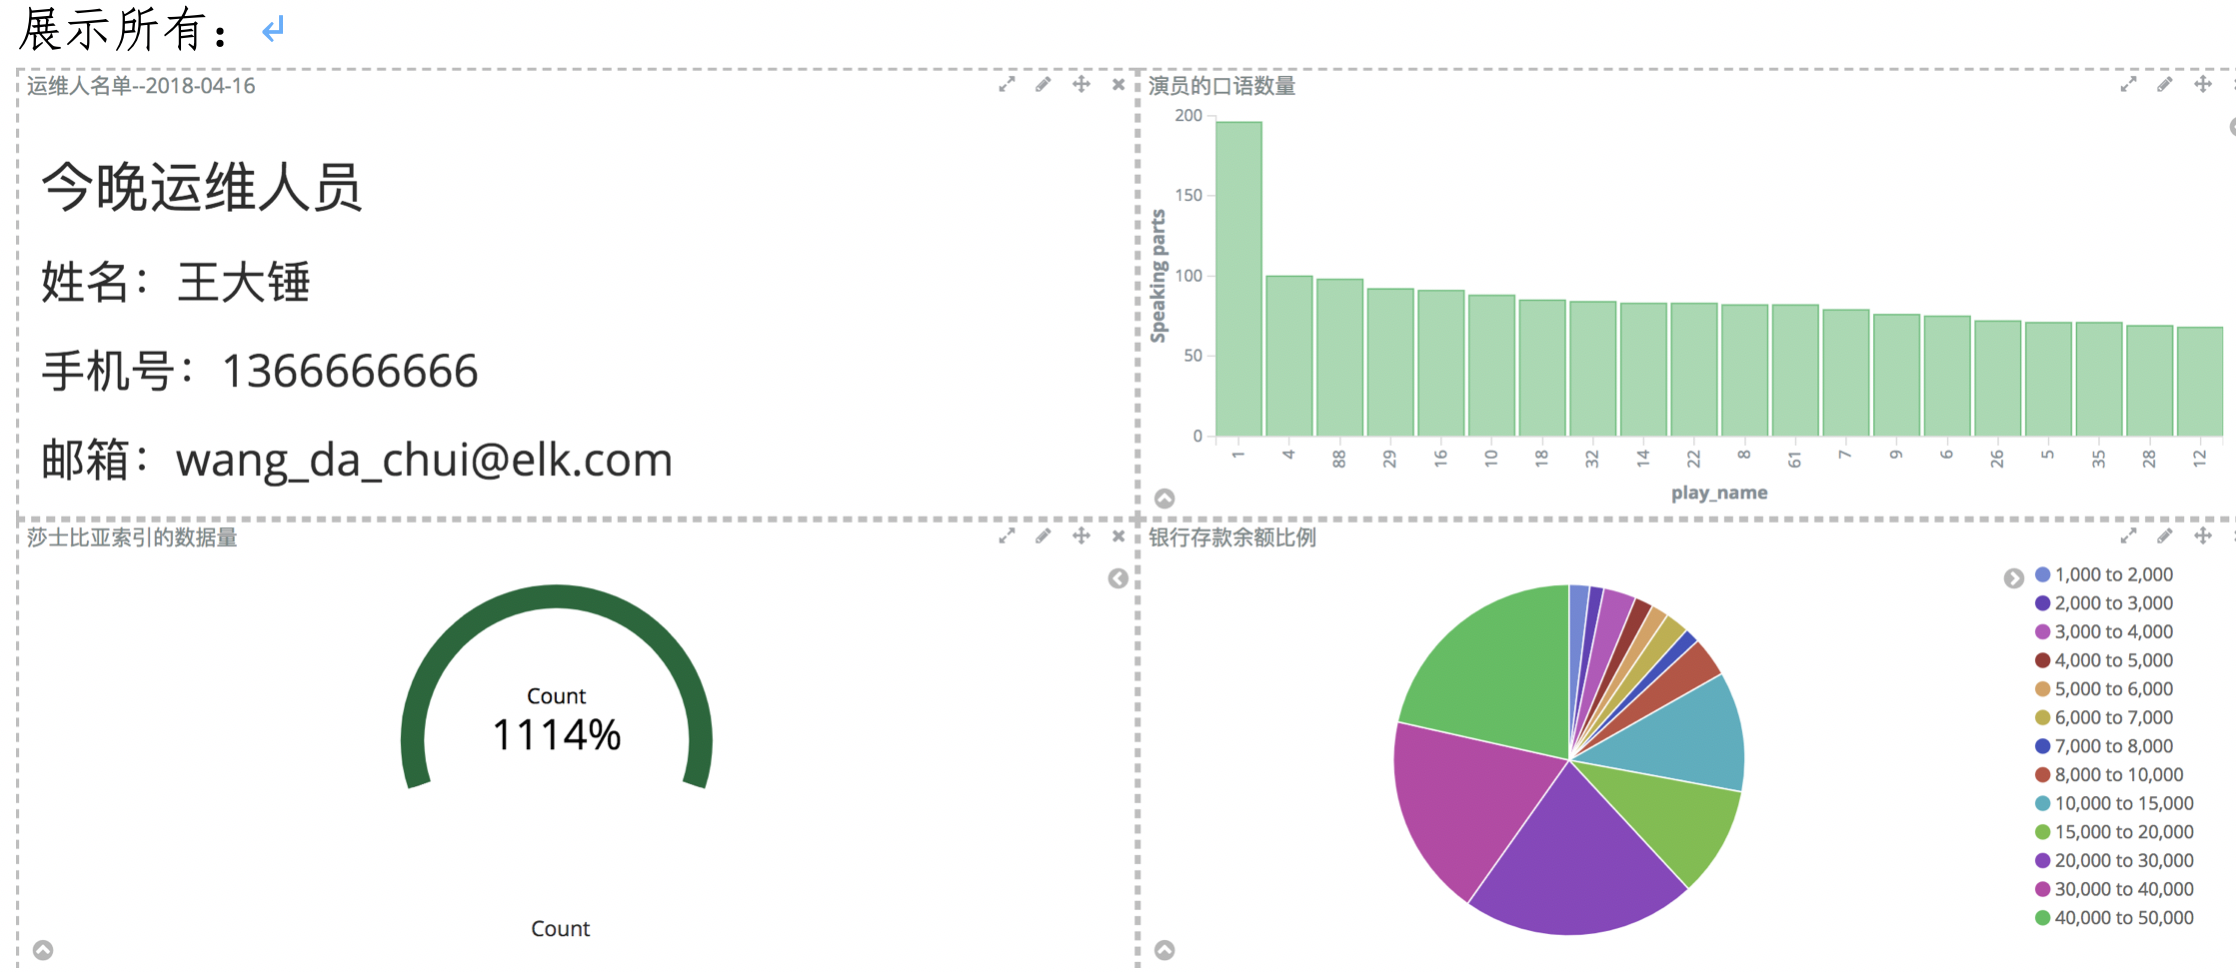 展示所有：
运维人名单--2018-04-16
今晚运维人员
姓名：王大锤
手机号：1366666666
邮箱：wang_da_chui@elk.com
演员的口语数量
200
150
100
50
0
Speaking parts
1 4 88 29 16 10 18 32 14 22 8 61 7 9 6 26 5 35 28 12
play_name
莎士比亚索引的数据量
Count
1114%
Count
银行存款余额比例
1,000 to 2,000
2,000 to 3,000
3,000 to 4,000
4,000 to 5,000
5,000 to 6,000
6,000 to 7,000
7,000 to 8,000
8,000 to 10,000
10,000 to 15,000
15,000 to 20,000
20,000 to 30,000
30,000 to 40,000
40,000 to 50,000